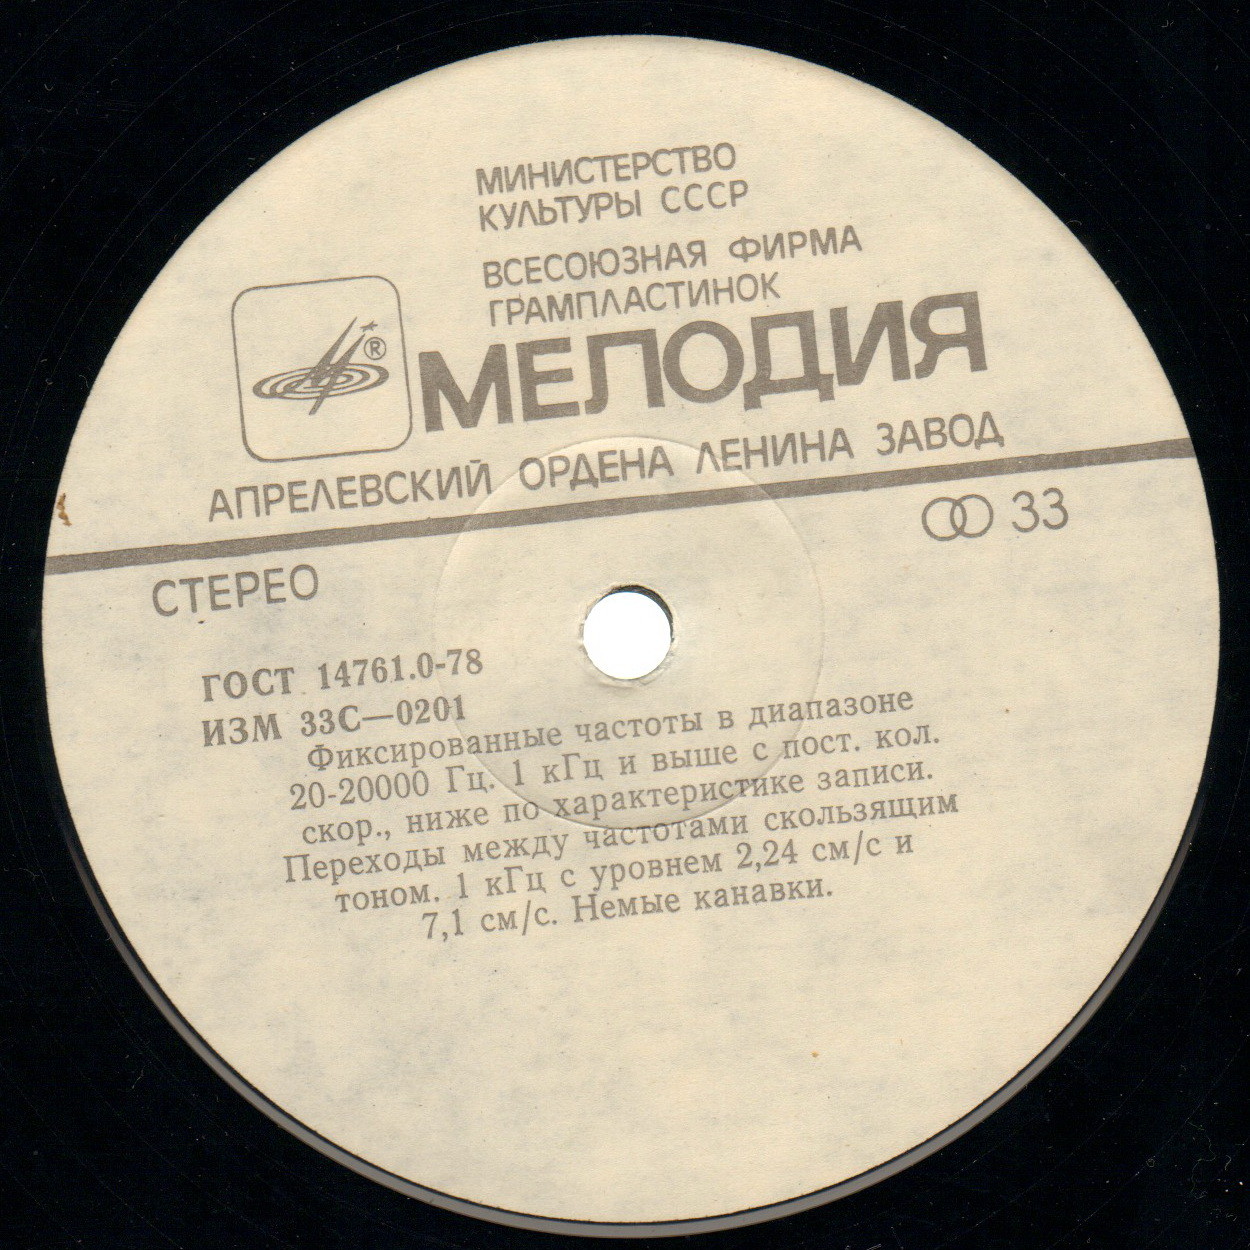 МИНИСТЕРСТВО
КУЛЬТУРЫ СССР
ВСЕСОЮЗНАЯ ФИРМА
ГРАМПЛАСТИНОК
®
МЕЛОДИЯ
АПРЕЛЕВСКИЙ ОРДЕНА ЛЕНИНА ЗАВОД
33
СТЕРЕО
ГОСТ 14761.0-78
ИЗМ 33С—0201
Фиксированные частоты в диапазоне
20-20000 Гц. 1 кГц и выше с пост. кол.
скор., ниже по характеристике записи.
Переходы между частотами скользящим
тоном. 1 кГц с уровнем 2,24 см/с и
7,1 см/с. Немые канавки.